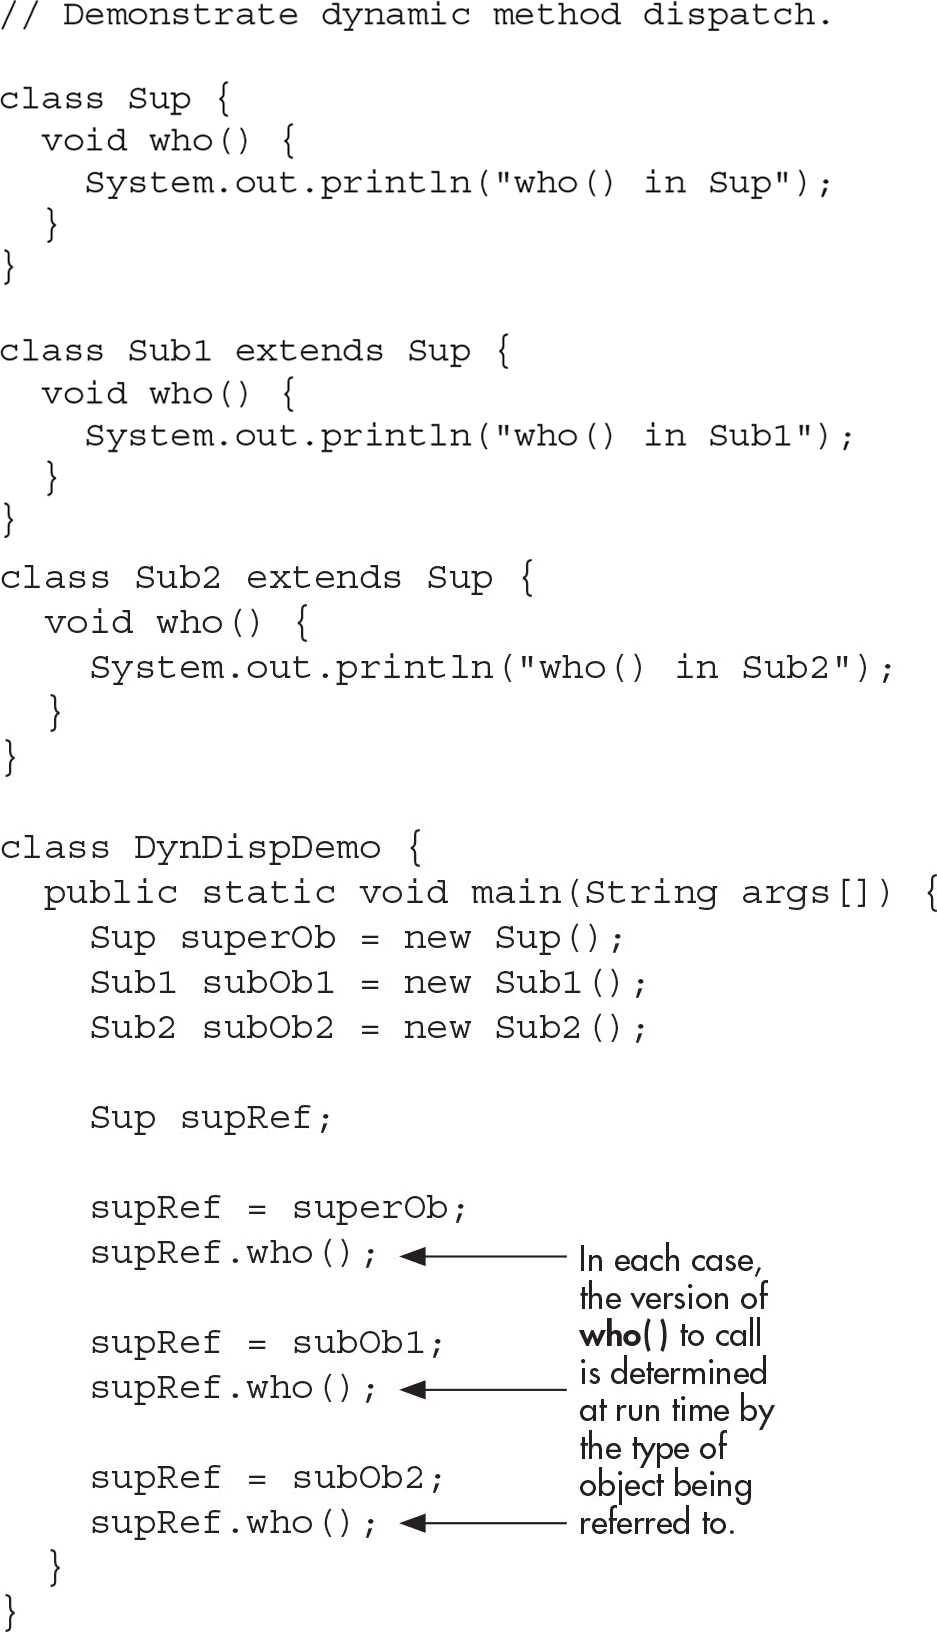 // Demonstrate dynamic method dispatch.

class Sup {
  void who() {
    System.out.println("who() in Sup");
  }
}

class Sub1 extends Sup {
  void who() {
    System.out.println("who() in Sub1");
  }
}
class Sub2 extends Sup {
  void who() {
    System.out.println("who() in Sub2");
  }
}

class DynDispDemo {
  public static void main(String args[]) {
    Sup superOb = new Sup();
    Sub1 subOb1 = new Sub1();
    Sub2 subOb2 = new Sub2();

    Sup supRef;

    supRef = superOb;
    supRef.who();

    supRef = subOb1;
    supRef.who();

    supRef = subOb2;
    supRef.who();
  }
}
In each case,
the version of
who( ) to call
is determined
at run time by
the type of
object being
referred to.